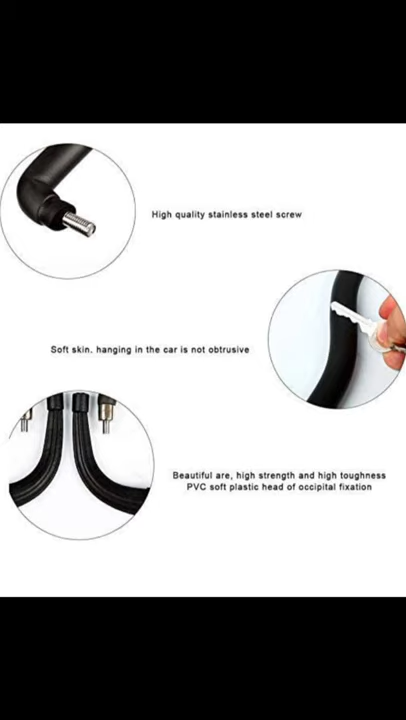 High quality stainless steel screw
Soft skin. hanging in the car is not obtrusive
Beautiful are, high strength and high toughness
PVC soft plastic head of occipital fixation